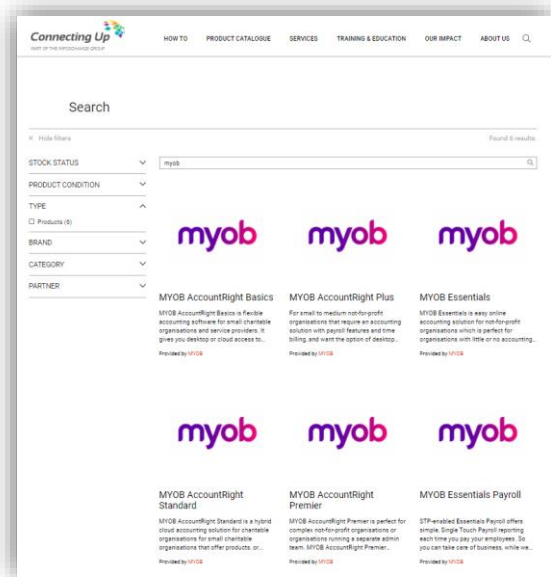 Connecting Up
PART OF THE INFOXCHANGE GROUP
HOW TO
PRODUCT CATALOGUE
SERVICES
TRAINING & EDUCATION
OUR IMPACT
ABOUT US
Search
× Hide filters
Found 6 results.
STOCK STATUS
PRODUCT CONDITION
TYPE
Products (6)
BRAND
CATEGORY
PARTNER
myob
myob
myob
myob
MYOB AccountRight Basics
MYOB AccountRight Basics is flexible
accounting software for small charitable
organisations and service providers. It
gives you desktop or cloud access to...
Provided by MYOB
MYOB AccountRight Plus
For small to medium not-for-profit
organisations that require an accounting
solution with payroll features and time
billing, and want the option of desktop...
Provided by MYOB
MYOB Essentials
MYOB Essentials is easy online
accounting solution for not-for-profit
organisations which is perfect for
organisations with little or no accounting...
Provided by MYOB
myob
myob
myob
MYOB AccountRight
Standard
MYOB AccountRight Standard is a hybrid
cloud accounting solution for charitable
organisations for small charitable
organisations that offer products, or...
Provided by MYOB
MYOB AccountRight
Premier
MYOB AccountRight Premier is perfect for
complex not-for-profit organisations or
organisations running a separate admin
team. MYOB AccountRight Premier...
Provided by MYOB
MYOB Essentials Payroll
STP-enabled Essentials Payroll offers
simple, Single Touch Payroll reporting
each time you pay your employees. So
you can take care of business, while we...
Provided by MYOB